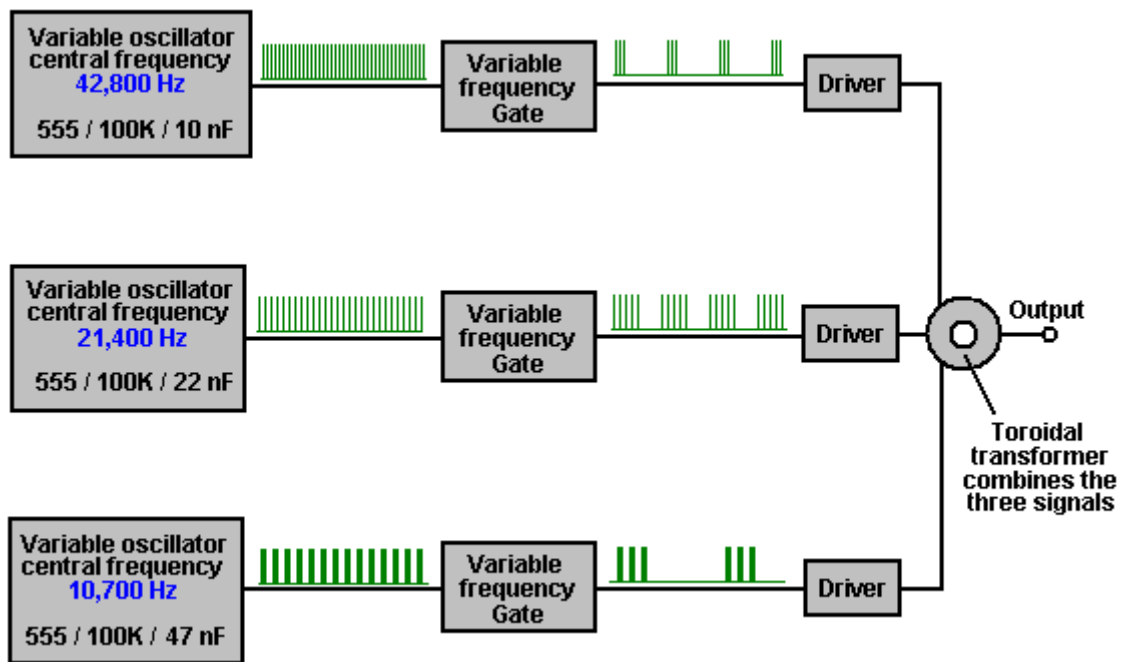 Variable oscillator
central frequency
42,800 Hz
555 / 100K / 10 nF
Variable
frequency
Gate
Driver
Variable oscillator
central frequency
21,400 Hz
555 / 100K / 22 nF
Variable
frequency
Gate
Driver
Output
Toroidal
transformer
combines the
three signals
Variable oscillator
central frequency
10,700 Hz
555 / 100K / 47 nF
Variable
frequency
Gate
Driver